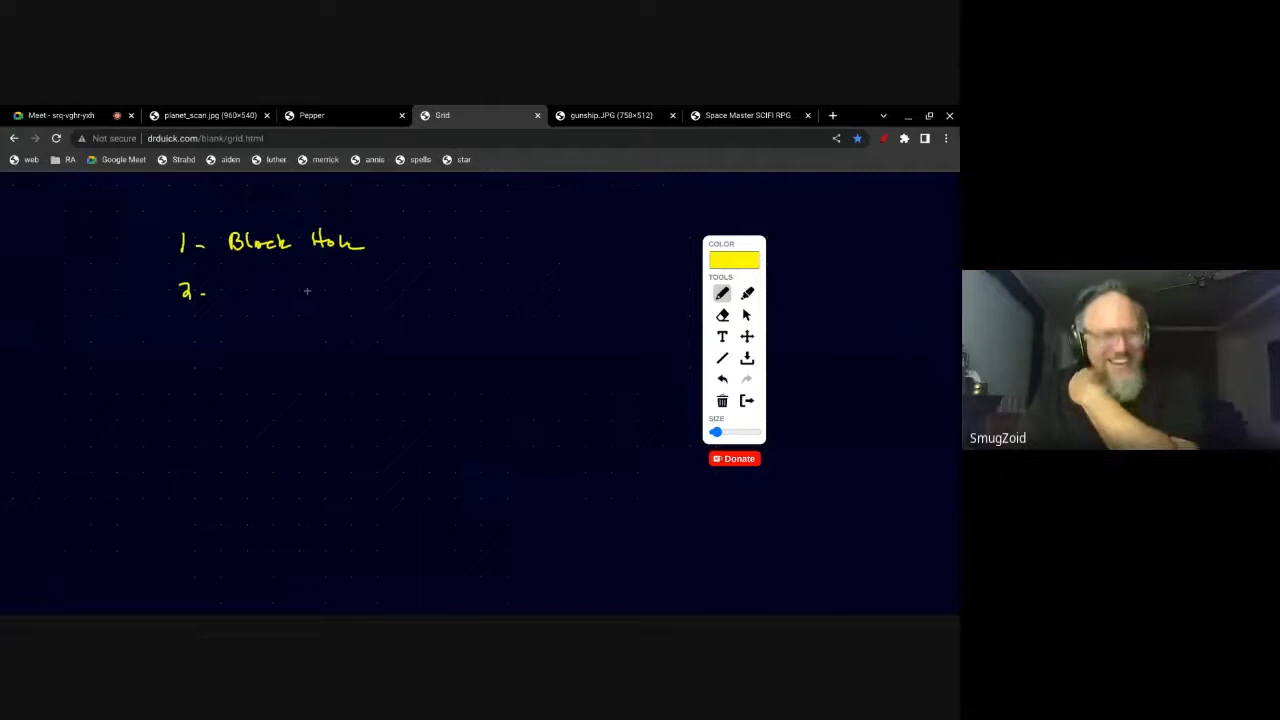 Meet - srq-vghr-yxh
planet_scan.jpg (960×540)
Pepper
Grid
gunship.JPG (758×512)
Space Master SCIFI RPG
Not secure
drduick.com/blank/grid.html
web
RA
Google Meet
Strahd
aiden
luther
merrick
annis
spells
star
1- Black Hole
2-
COLOR
TOOLS
T
SIZE
Donate
SmugZoid